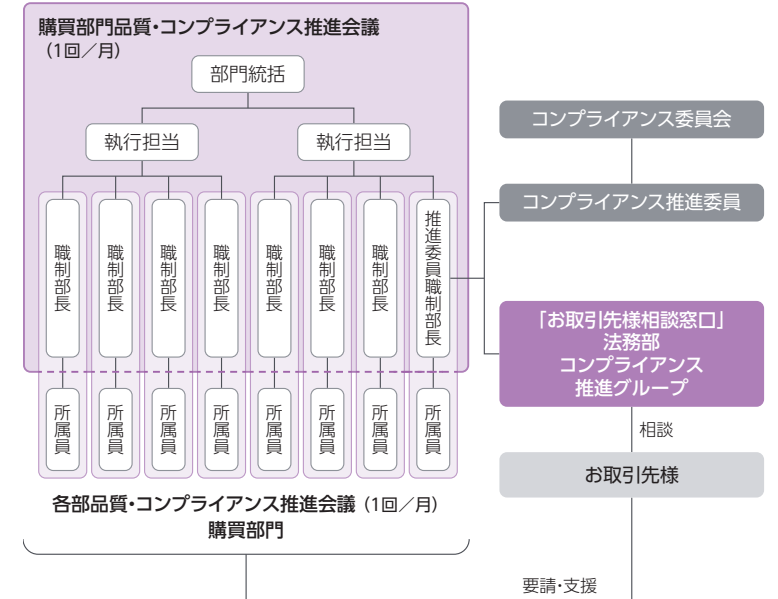 購買部門品質・コンプライアンス推進会議
（1回／月）
部門統括
執行担当
執行担当
職制部長
職制部長
職制部長
職制部長
職制部長
職制部長
職制部長
推進委員職制部長
所属員
所属員
所属員
所属員
所属員
所属員
所属員
所属員
各部品質・コンプライアンス推進会議（1回／月）
購買部門
コンプライアンス委員会
コンプライアンス推進委員
「お取引先様相談窓口」
法務部
コンプライアンス
推進グループ
相談
お取引先様
要請・支援